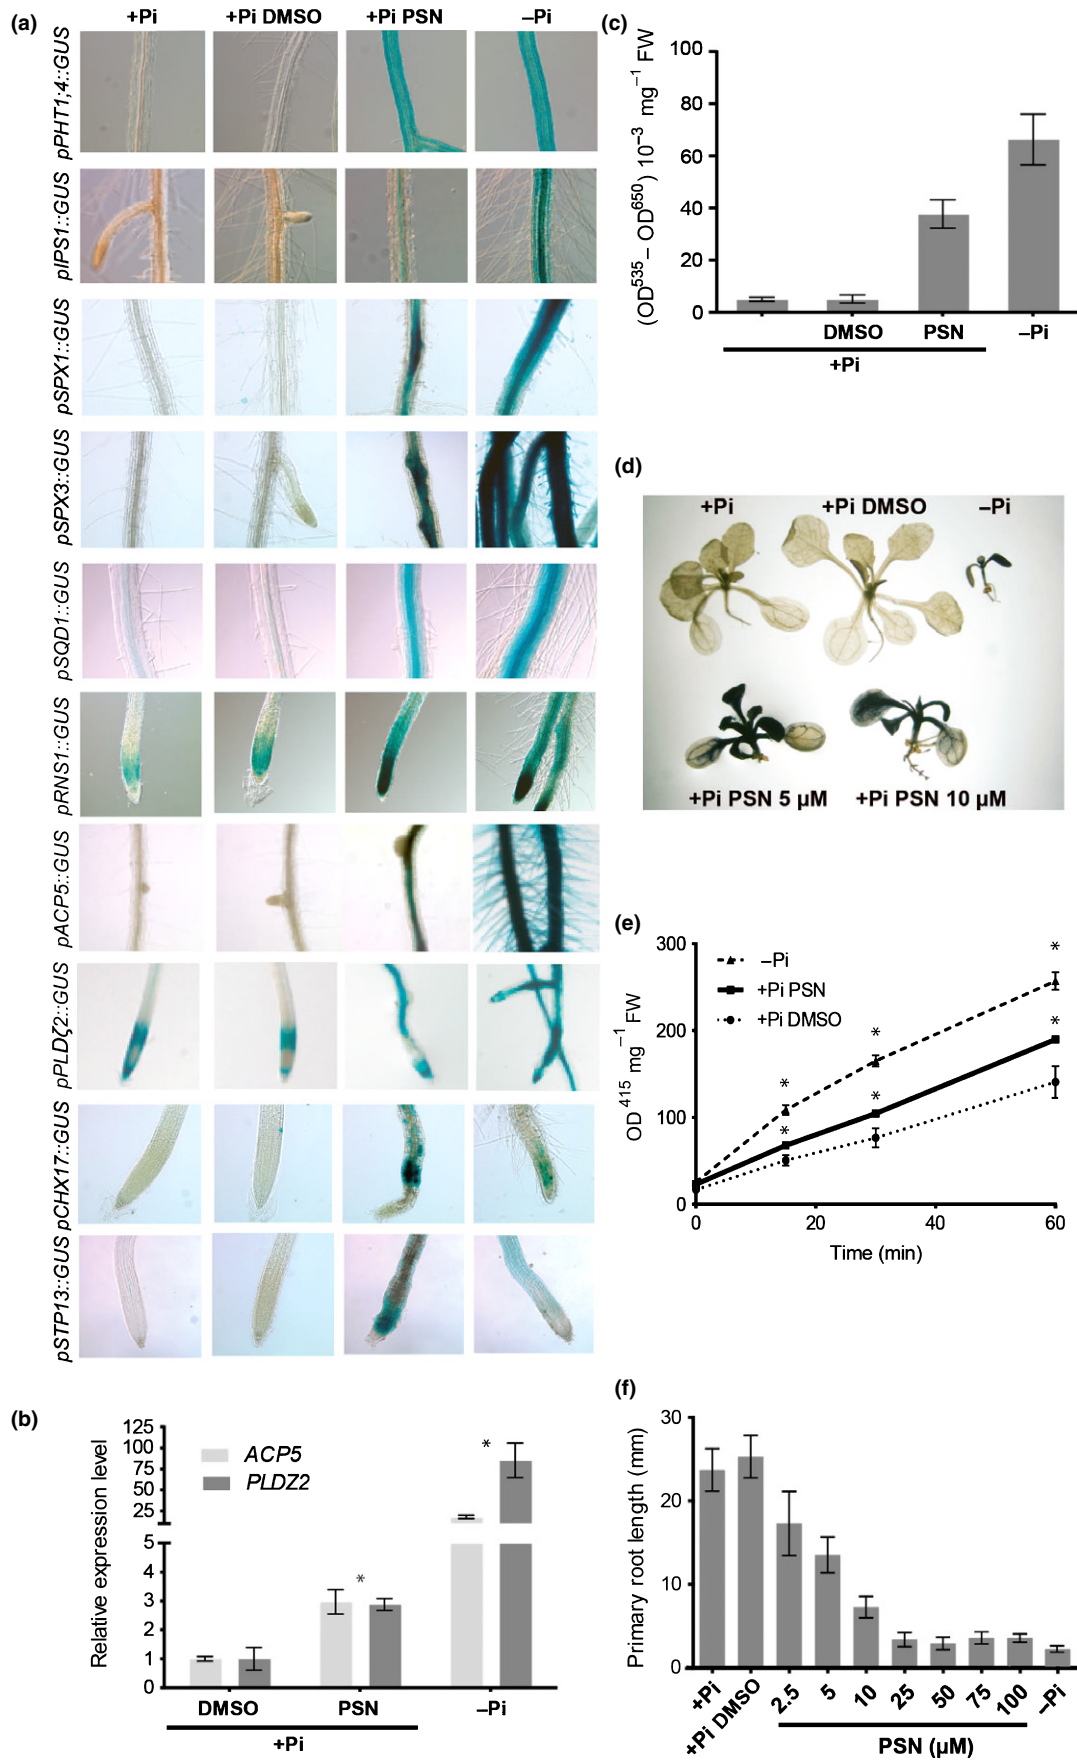 (a)
+Pi
+Pi DMSO
+Pi PSN
–Pi
pPHT1;4::GUS
pIPS1::GUS
pSPX1::GUS
pSPX3::GUS
pSQD1::GUS
pRNS1::GUS
pACP5::GUS
pPLDζ2::GUS
pCHX17::GUS
pSTP13::GUS
(b)
Relative expression level
125
100
75
50
25
5
4
3
2
1
0
ACP5
PLDZ2
*
*
DMSO
PSN
–Pi
+Pi
(c)
(OD535 – OD650) 10–3 mg–1 FW
100
80
60
40
20
0
DMSO
PSN
–Pi
+Pi
(d)
+Pi
+Pi DMSO
–Pi
+Pi PSN 5 µM
+Pi PSN 10 µM
(e)
OD415 mg–1 FW
300
200
100
0
–Pi
+Pi PSN
+Pi DMSO
*
*
*
*
*
*
0
20
40
60
Time (min)
(f)
Primary root length (mm)
30
20
10
0
+Pi
+Pi DMSO
2.5
5
10
25
50
75
100
–Pi
PSN (µM)